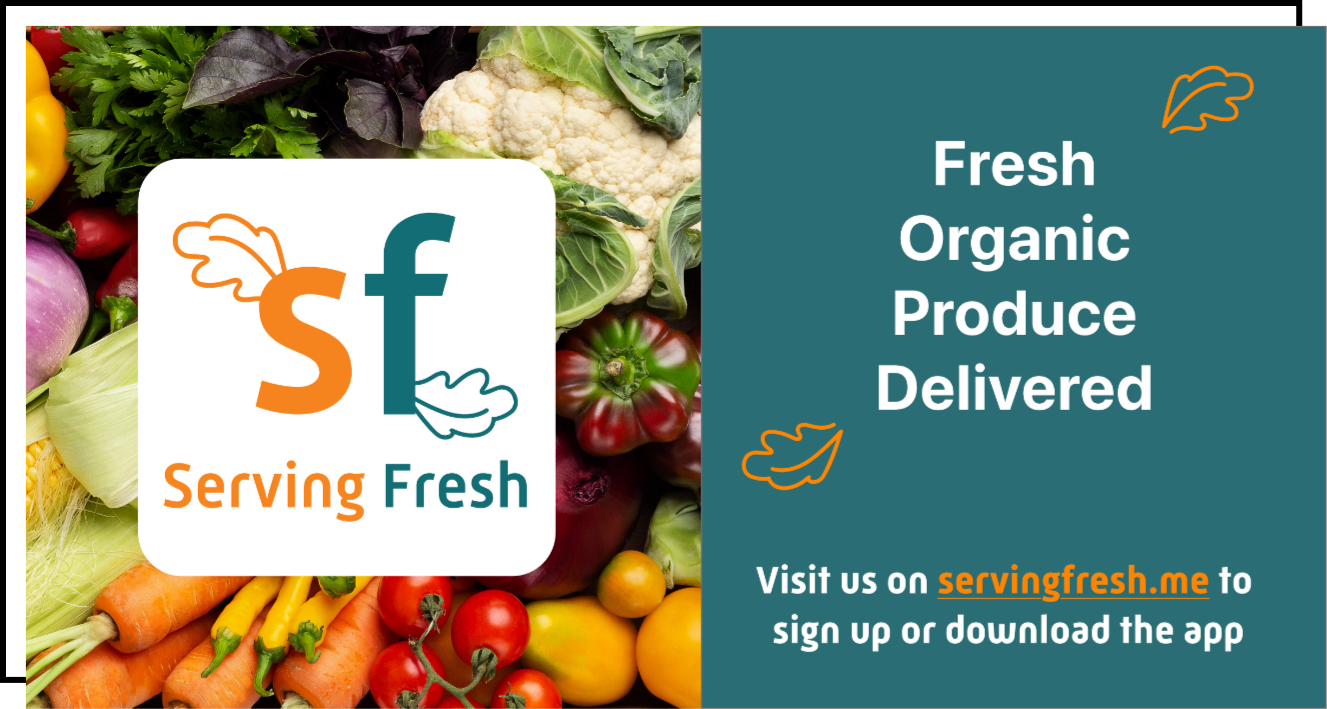 sf
Serving Fresh
Fresh
Organic
Produce
Delivered
Visit us on servingfresh.me to
sign up or download the app